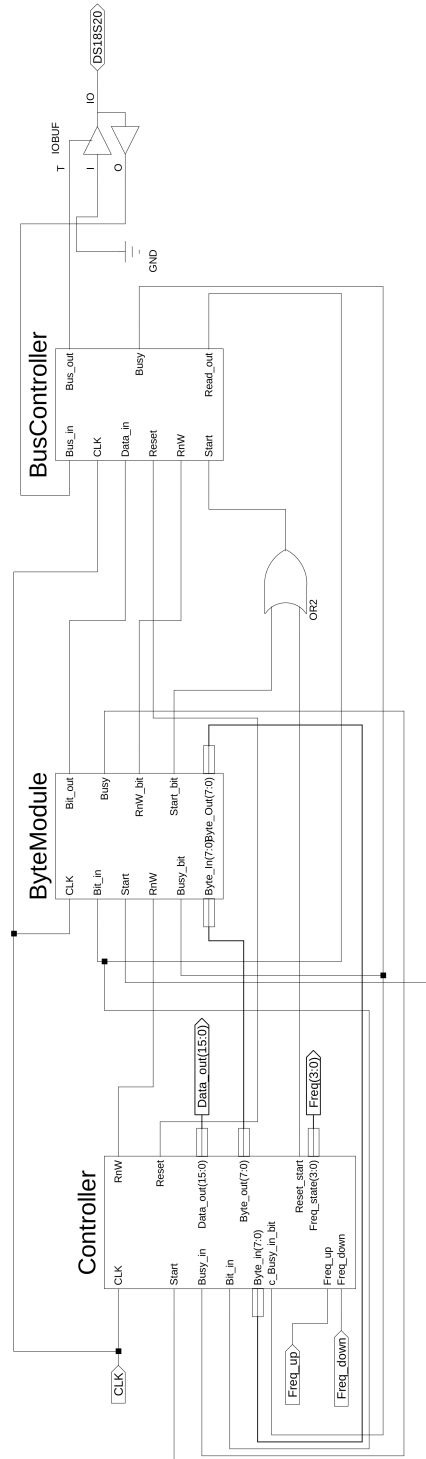 DS18S20
IO
IOBUF
T
I
O
GND
BusController
Bus_out
Busy
Read_out
Bus_in
CLK
Data_in
Reset
RnW
Start
OR2
ByteModule
Bit_out
Busy
RnW_bit
Start_bit
Byte_Out(7:0)
CLK
Bit_in
Start
RnW
Busy_bit
Byte_In(7:0)
Data_out(15:0)
Freq(3:0)
Controller
RnW
Reset
Data_out(15:0)
Byte_out(7:0)
Reset_start
Freq_state(3:0)
CLK
Start
Busy_in
Bit_in
Byte_in(7:0)
c_Busy_in_bit
Freq_up
Freq_down
CLK
Freq_up
Freq_down